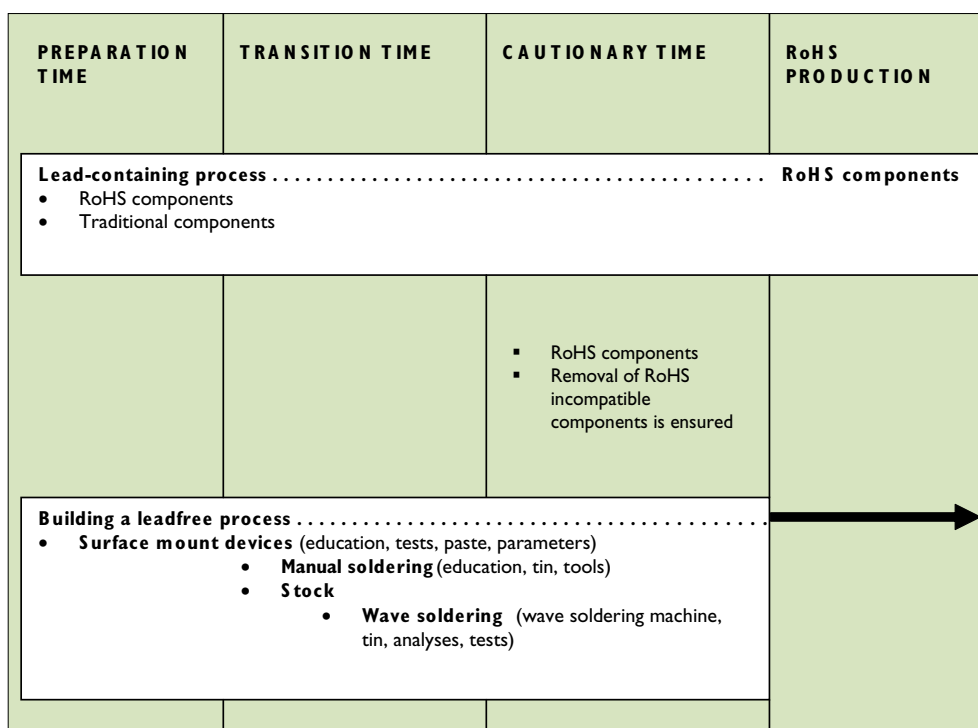 PREPARATION TIME
TRANSITION TIME
CAUTIONARY TIME
RoHS PRODUCTION
Lead-containing process . . . . . . . . . . . . . . . . . . . . . . . . . . . . . . . . . . . . . . . . . . . . . . . . . . . . . . RoHS components
• RoHS components
• Traditional components
▪ RoHS components
▪ Removal of RoHS
incompatible
components is ensured
Building a leadfree process . . . . . . . . . . . . . . . . . . . . . . . . . . . . . . . . . . . . . . . . . . . . . . . . . . . .
• Surface mount devices (education, tests, paste, parameters)
• Manual soldering (education, tin, tools)
• Stock
• Wave soldering (wave soldering machine,
tin, analyses, tests)